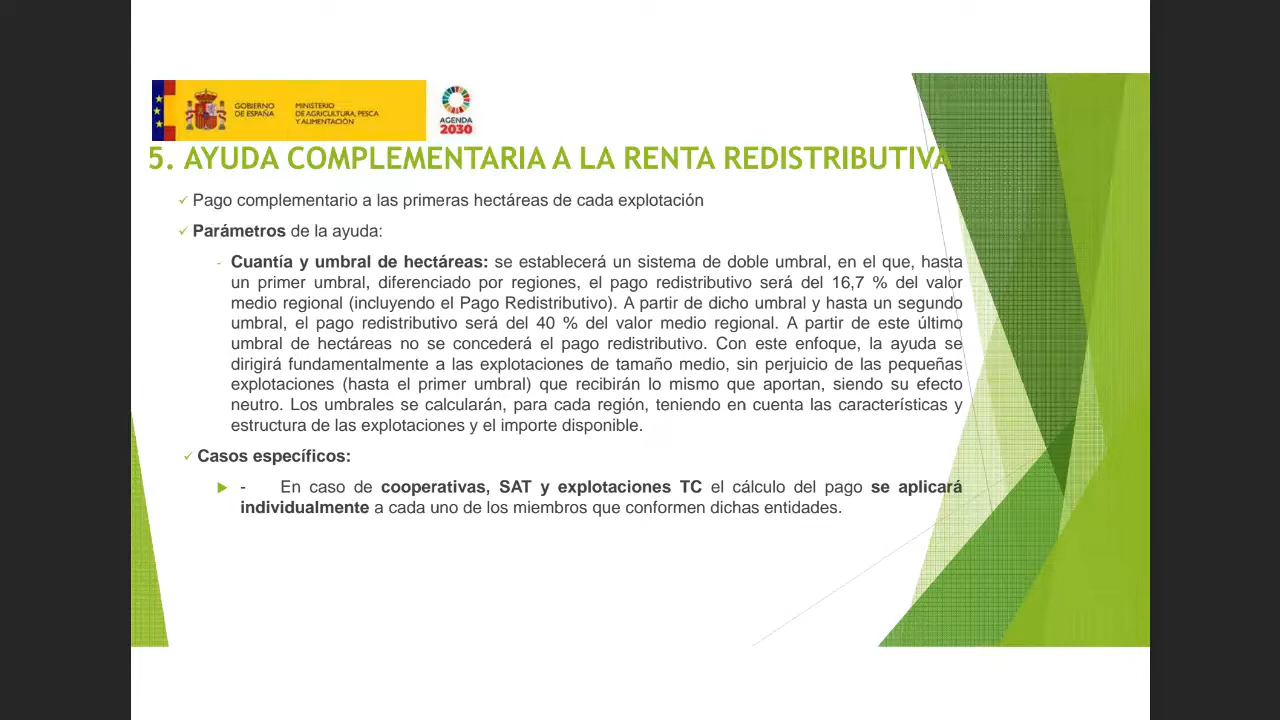 GOBIERNO
DE ESPAÑA
MINISTERIO
DE AGRICULTURA, PESCA
Y ALIMENTACIÓN
AGENDA
2030
5. AYUDA COMPLEMENTARIA A LA RENTA REDISTRIBUTIVA
✓ Pago complementario a las primeras hectáreas de cada explotación
✓ Parámetros de la ayuda:
- Cuantía y umbral de hectáreas: se establecerá un sistema de doble umbral, en el que, hasta
un primer umbral, diferenciado por regiones, el pago redistributivo será del 16,7 % del valor
medio regional (incluyendo el Pago Redistributivo). A partir de dicho umbral y hasta un segundo
umbral, el pago redistributivo será del 40 % del valor medio regional. A partir de este último
umbral de hectáreas no se concederá el pago redistributivo. Con este enfoque, la ayuda se
dirigirá fundamentalmente a las explotaciones de tamaño medio, sin perjuicio de las pequeñas
explotaciones (hasta el primer umbral) que recibirán lo mismo que aportan, siendo su efecto
neutro. Los umbrales se calcularán, para cada región, teniendo en cuenta las características y
estructura de las explotaciones y el importe disponible.
✓ Casos específicos:
- En caso de cooperativas, SAT y explotaciones TC el cálculo del pago se aplicará
individualmente a cada uno de los miembros que conformen dichas entidades.